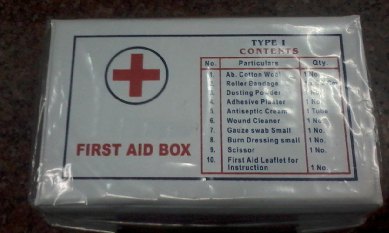 TYPE I
CONTENTS
No. Particulars Qty
1. Ab. Cotton Wool 1 No.
2. Roller Bandage
3. Dusting Powder 1
4. Adhesive Plaster 1 No.
5. Antiseptic Cream 1 Tube
6. Wound Cleaner 1 No.
7. Gauze swab Small 1 No.
8. Burn Dressing small 1 No.
9. Scissor 1 No.
10. First Aid Leaflet for
Instruction 1 No.
FIRST AID BOX